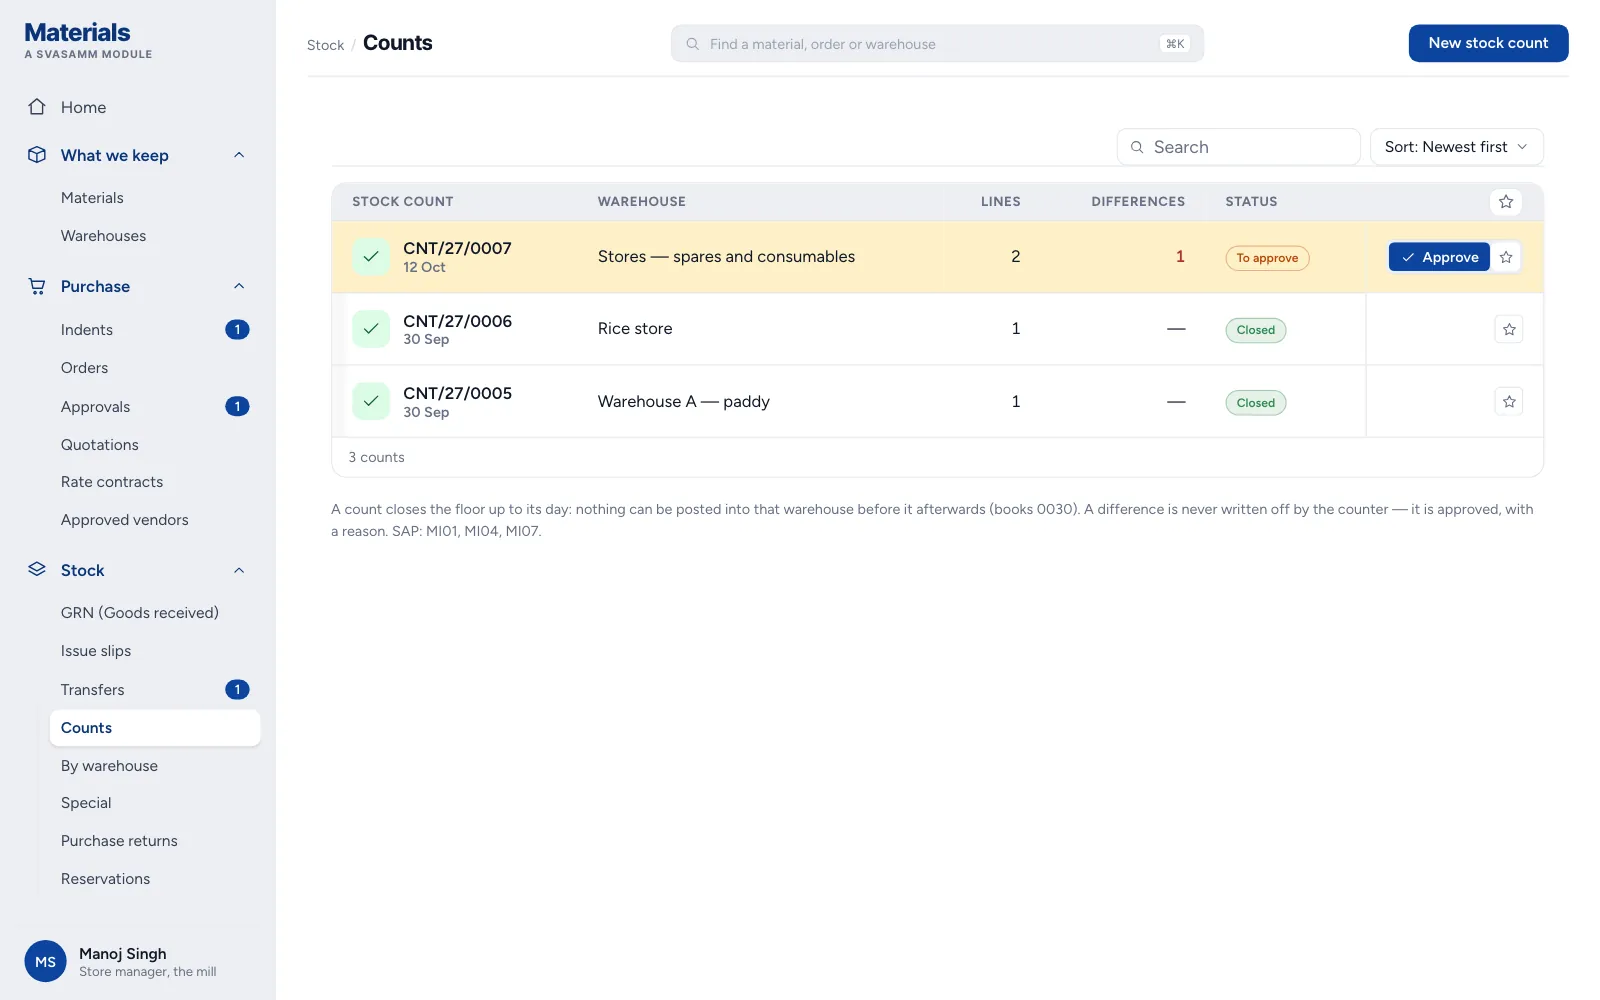 Materials
A SVASAMM MODULE
Home
What we keep
Materials
Warehouses
Purchase
Indents 1
Orders
Approvals 1
Quotations
Rate contracts
Approved vendors
Stock
GRN (Goods received)
Issue slips
Transfers 1
Counts
By warehouse
Special
Purchase returns
Reservations
MS Manoj Singh
Store manager, the mill
Stock / Counts
Find a material, order or warehouse ⌘K
New stock count
Search
Sort: Newest first
STOCK COUNT WAREHOUSE LINES DIFFERENCES STATUS
CNT/27/0007 Stores — spares and consumables 2 1 To approve Approve
12 Oct
CNT/27/0006 Rice store 1 — Closed
30 Sep
CNT/27/0005 Warehouse A — paddy 1 — Closed
30 Sep
3 counts
A count closes the floor up to its day: nothing can be posted into that warehouse before it afterwards (books 0030). A difference is never written off by the counter — it is approved, with
a reason. SAP: MI01, MI04, MI07.